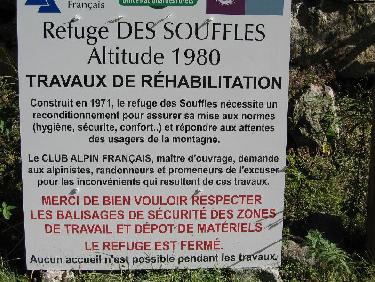 Français
Refuge DES SOUFFLES
Altitude 1980
TRAVAUX DE RÉHABILITATION
Construit en 1971, le refuge des Souffles nécessite un
reconditionnement pour assurer sa mise aux normes
(hygiène, sécurité, confort..) et répondre aux attentes
des usagers de la montagne.
Le CLUB ALPIN FRANÇAIS, maître d'ouvrage, demande
aux alpinistes, randonneurs et promeneurs de l'excuser
pour les inconvénients qui resultent de ces travaux.
MERCI DE BIEN VOULOIR RESPECTER
LES BALISAGES DE SÉCURITÉ DES ZONES
DE TRAVAIL ET DÉPOT DE MATÉRIELS
LE REFUGE EST FERMÉ.
Aucun accueil n'est possible pendant les travaux.